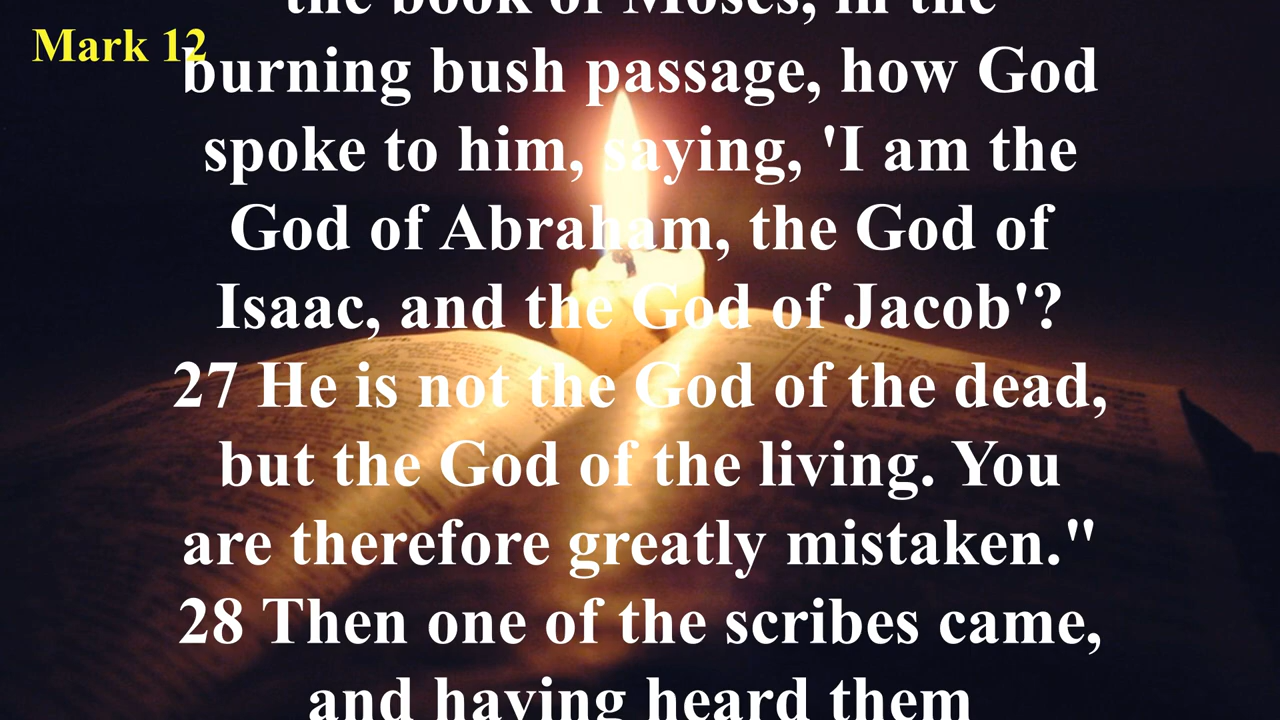 the book of Moses, in the
Mark 12
burning bush passage, how God
spoke to him, saying, 'I am the
God of Abraham, the God of
Isaac, and the God of Jacob'?
27 He is not the God of the dead,
but the God of the living. You
are therefore greatly mistaken."
28 Then one of the scribes came,
and having heard them